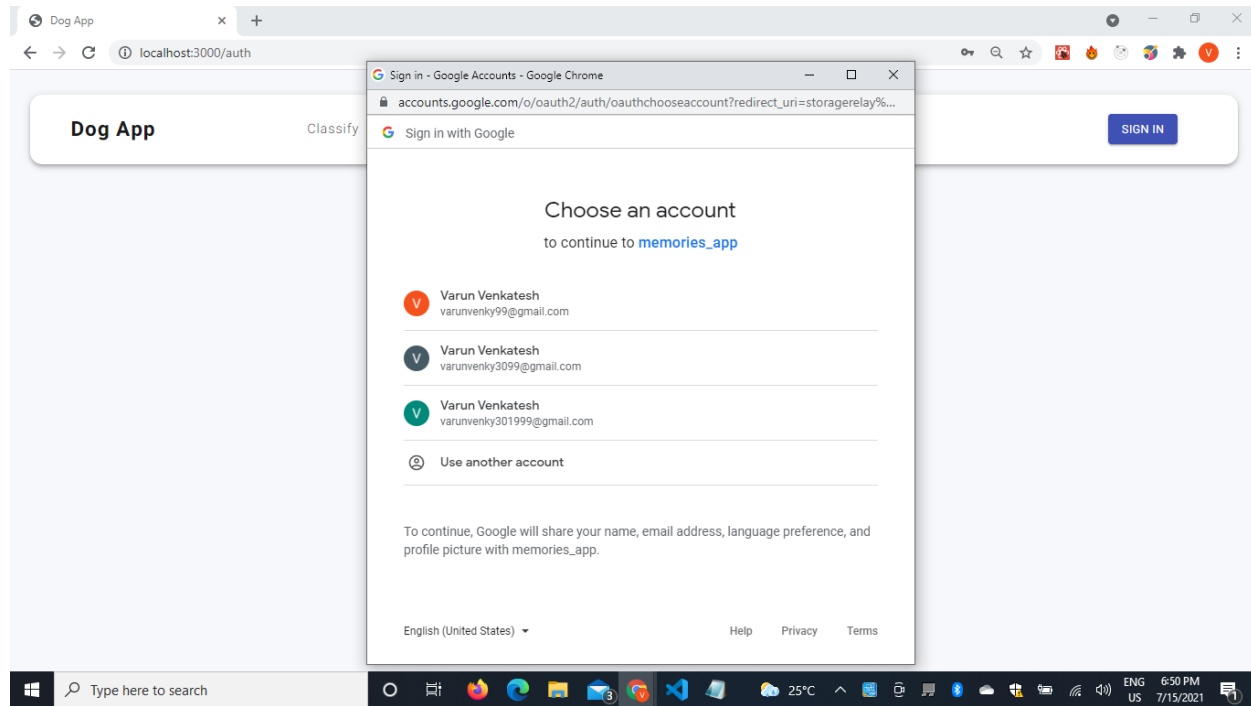 Dog App
localhost:3000/auth
V
Sign in - Google Accounts - Google Chrome
accounts.google.com/o/oauth2/auth/oauthchooseaccount?redirect_uri=storagerelay%...
Dog App
Classify
Sign in with Google
SIGN IN
Choose an account
to continue to memories_app
V
Varun Venkatesh
varunvenky99@gmail.com
V
Varun Venkatesh
varunvenky3099@gmail.com
V
Varun Venkatesh
varunvenky301999@gmail.com
Use another account
To continue, Google will share your name, email address, language preference, and
profile picture with memories_app.
English (United States)
Help Privacy Terms
Type here to search
3
V
25°C
ENG
US
6:50 PM
7/15/2021
1